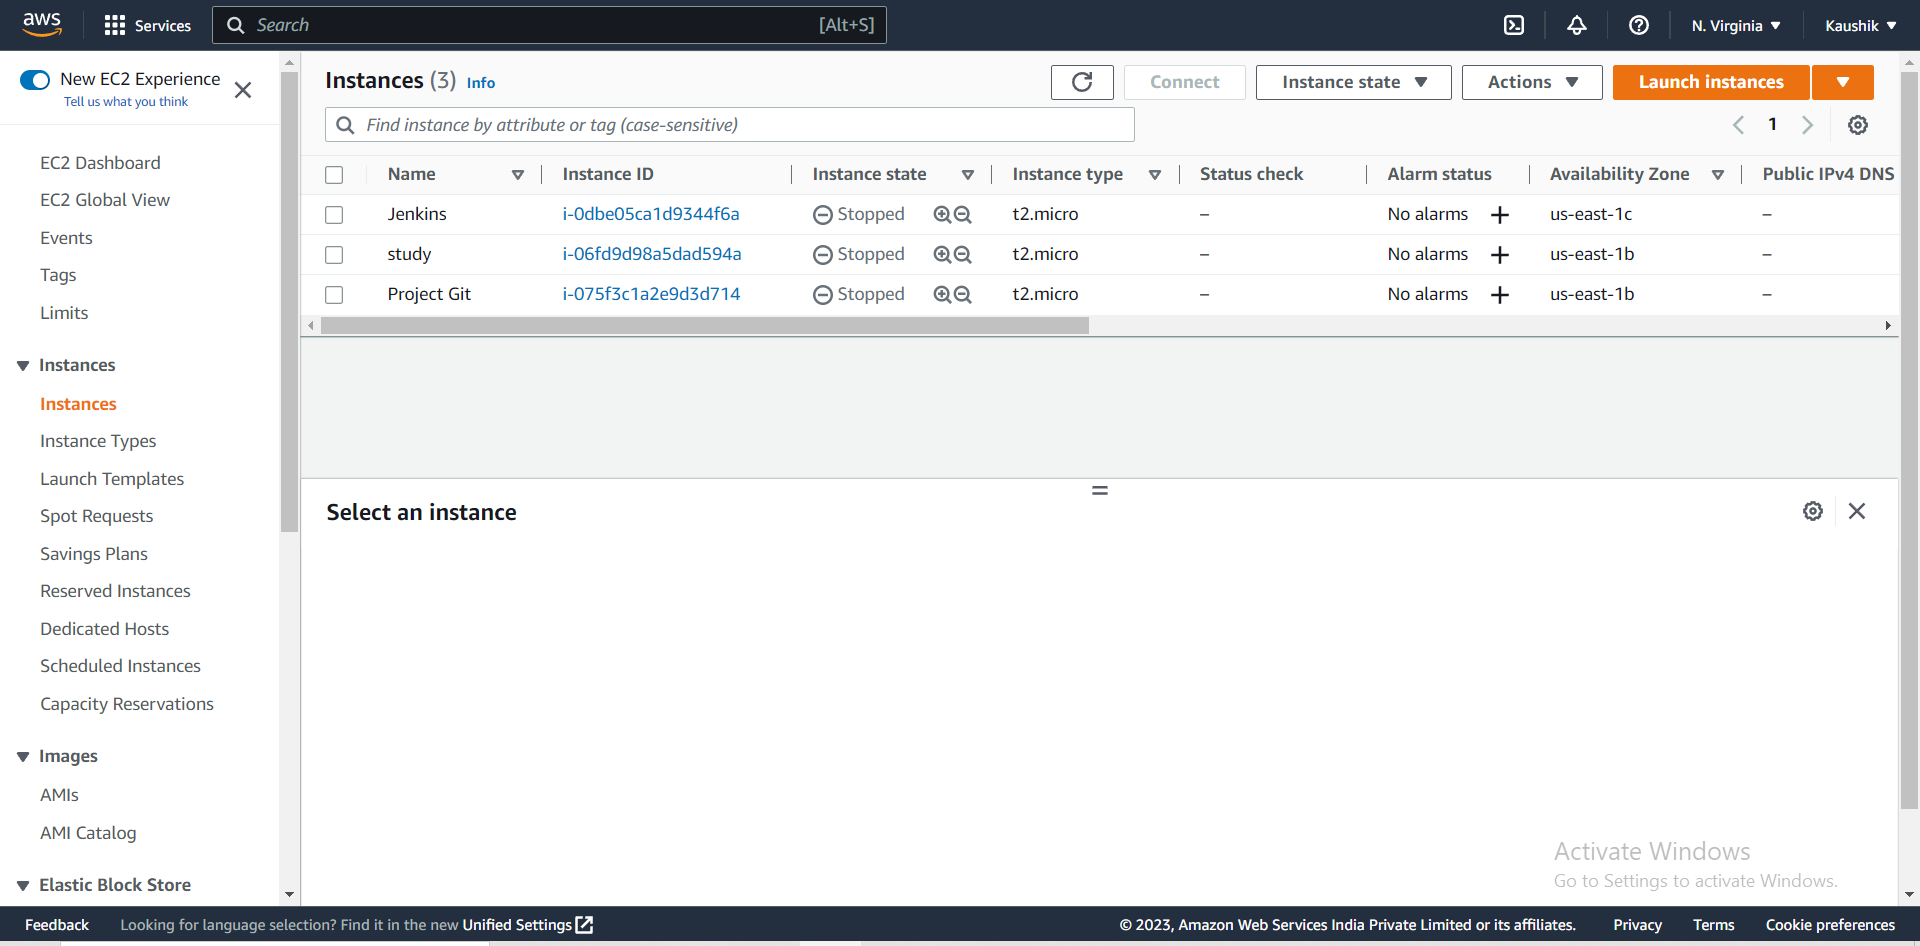 aws Services Search [Alt+S] N. Virginia Kaushik
New EC2 Experience
Tell us what you think
EC2 Dashboard
EC2 Global View
Events
Tags
Limits
Instances
Instances
Instance Types
Launch Templates
Spot Requests
Savings Plans
Reserved Instances
Dedicated Hosts
Scheduled Instances
Capacity Reservations
Images
AMIs
AMI Catalog
Elastic Block Store
Instances (3) Info Connect Instance state Actions Launch instances
Find instance by attribute or tag (case-sensitive) 1
Name Instance ID Instance state Instance type Status check Alarm status Availability Zone Public IPv4 DNS
Jenkins i-0dbe05ca1d9344f6a Stopped t2.micro – No alarms + us-east-1c –
study i-06fd9d98a5dad594a Stopped t2.micro – No alarms + us-east-1b –
Project Git i-075f3c1a2e9d3d714 Stopped t2.micro – No alarms + us-east-1b –
Select an instance
Activate Windows
Go to Settings to activate Windows.
Feedback Looking for language selection? Find it in the new Unified Settings © 2023, Amazon Web Services India Private Limited or its affiliates. Privacy Terms Cookie preferences